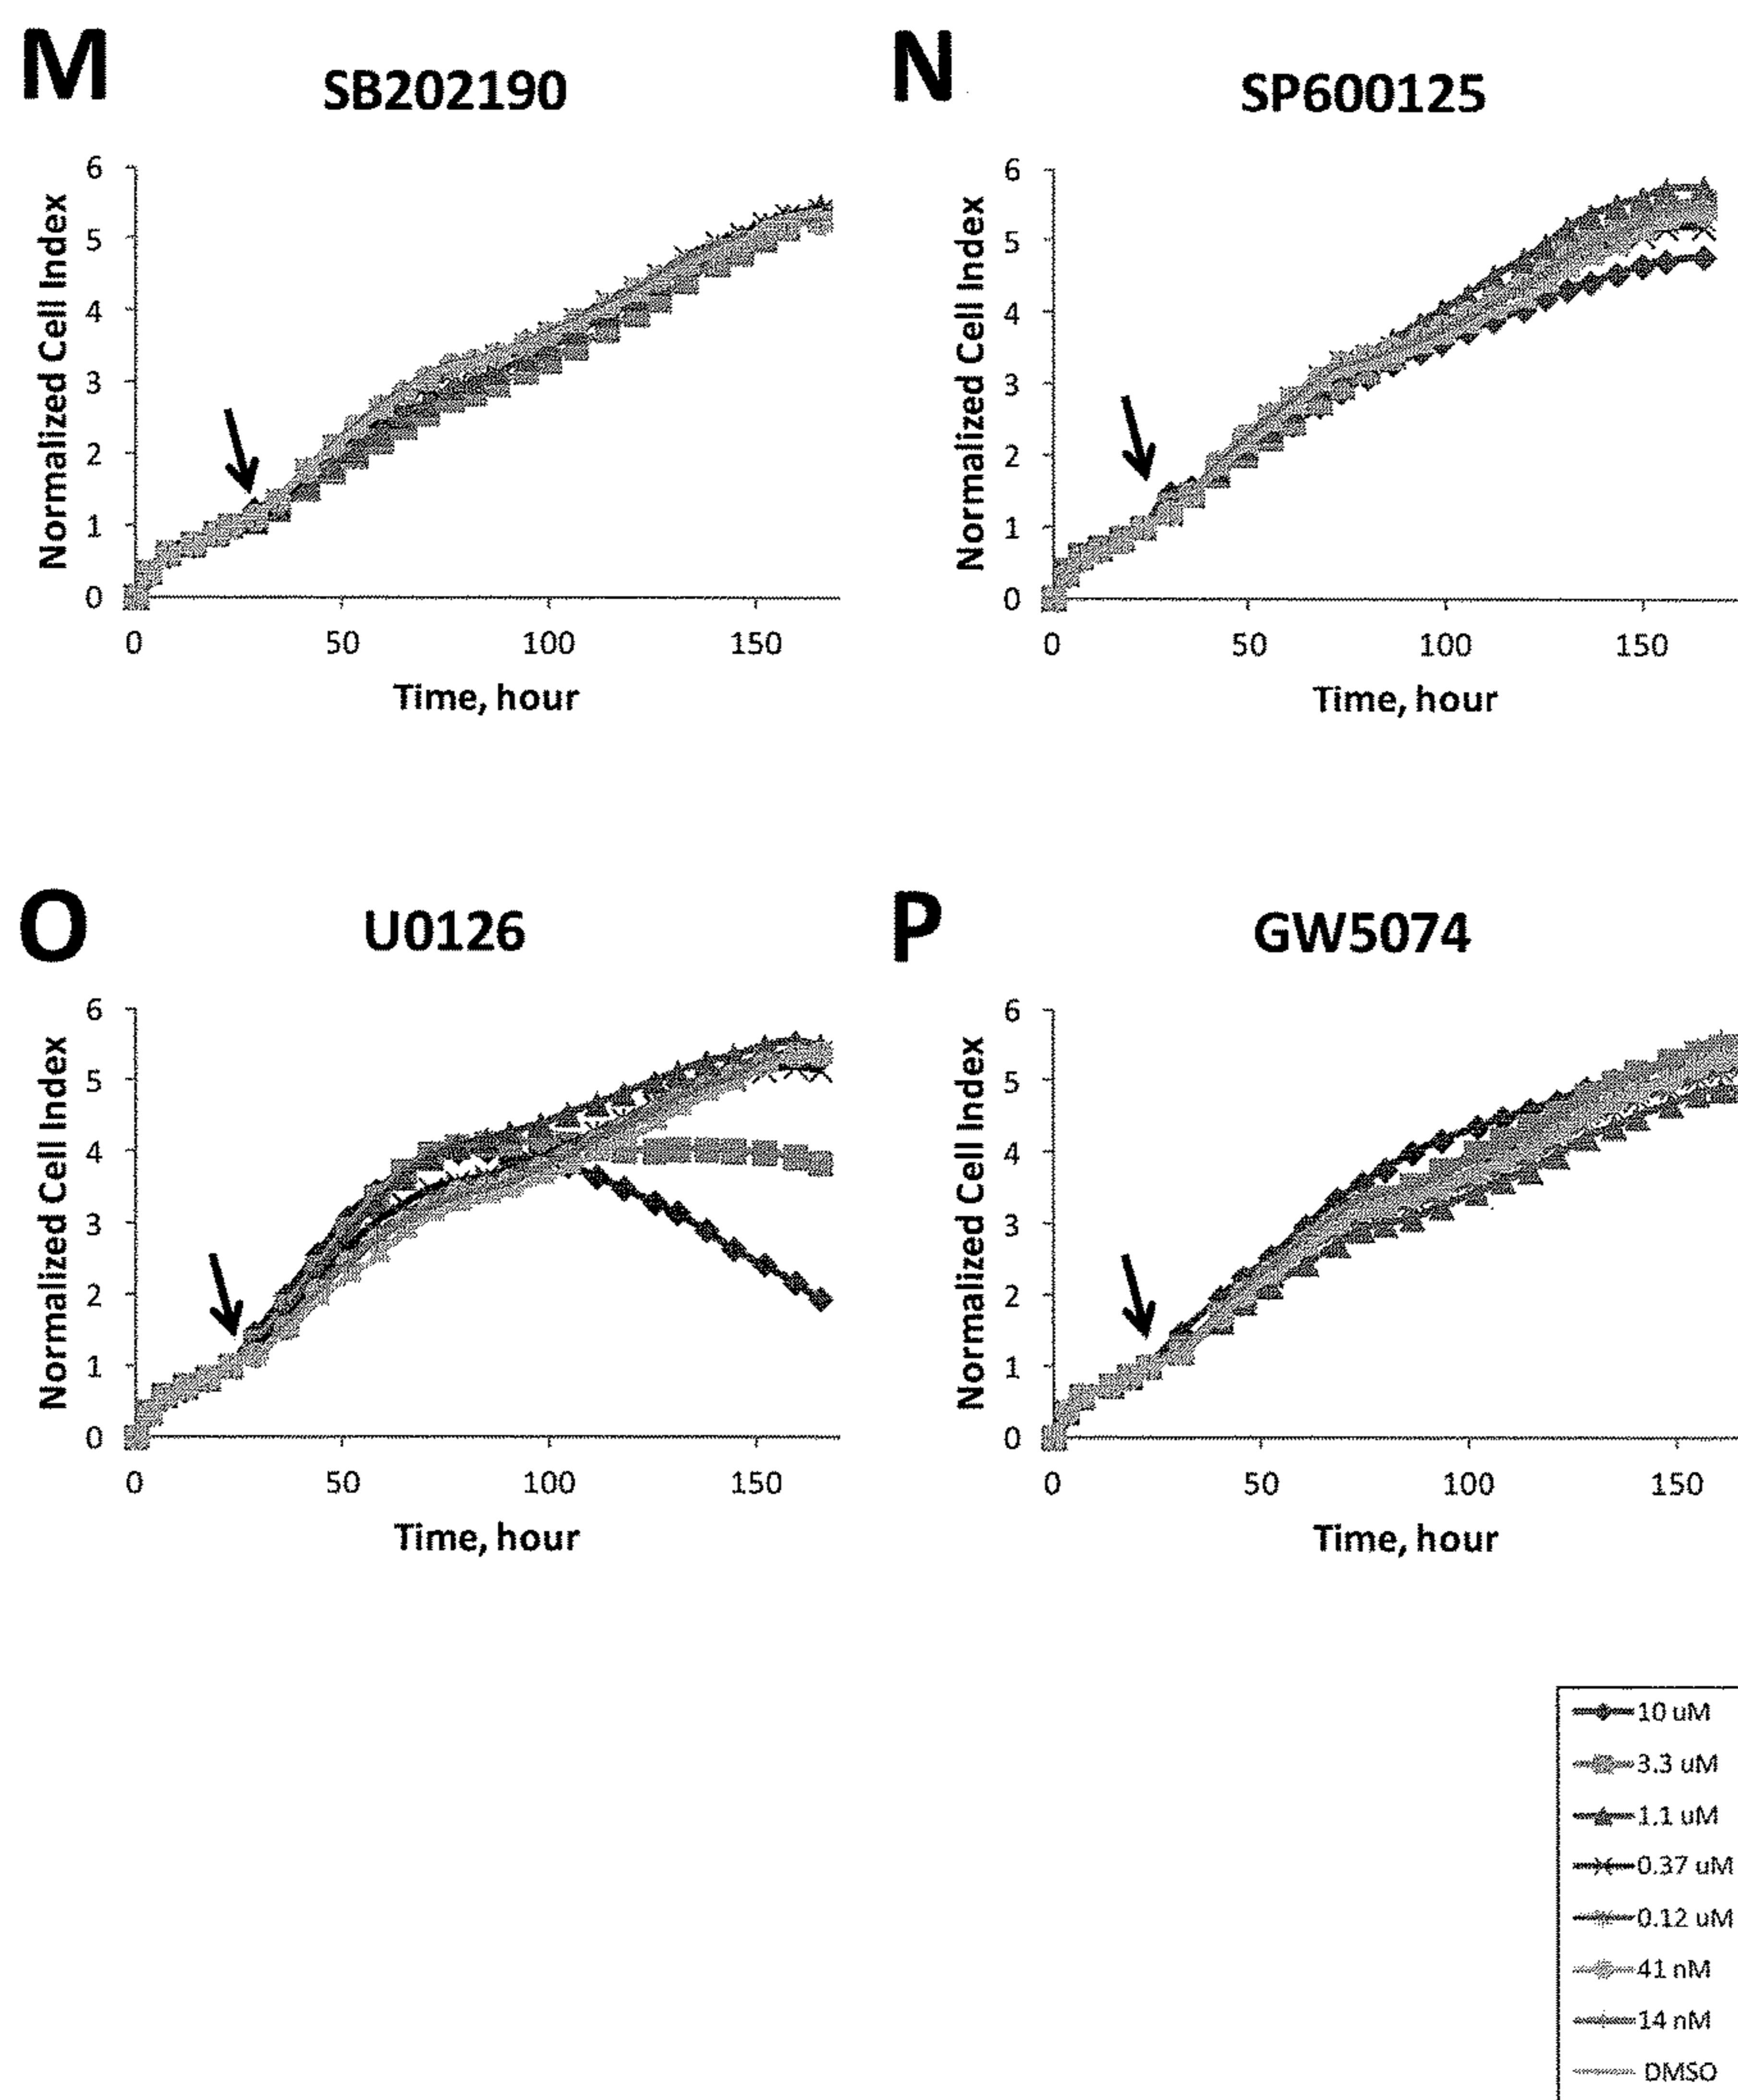 M
SB202190
Normalized Cell Index
6
5
4
3
2
1
0
0 50 100 150
Time, hour
N
SP600125
Normalized Cell Index
6
5
4
3
2
1
0
0 50 100 150
Time, hour
O
U0126
Normalized Cell Index
6
5
4
3
2
1
0
0 50 100 150
Time, hour
P
GW5074
Normalized Cell Index
6
5
4
3
2
1
0
0 50 100 150
Time, hour
10 uM
3.3 uM
1.1 uM
0.37 uM
0.12 uM
41 nM
14 nM
DMSO